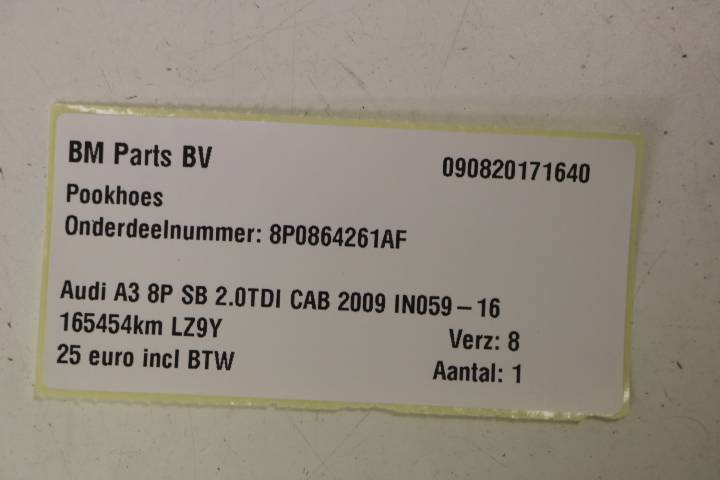 BM Parts BV 090820171640
Pookhoes
Onderdeelnummer: 8P0864261AF
Audi A3 8P SB 2.0TDI CAB 2009 IN059-16
165454km LZ9Y Verz: 8
25 euro incl BTW Aantal: 1